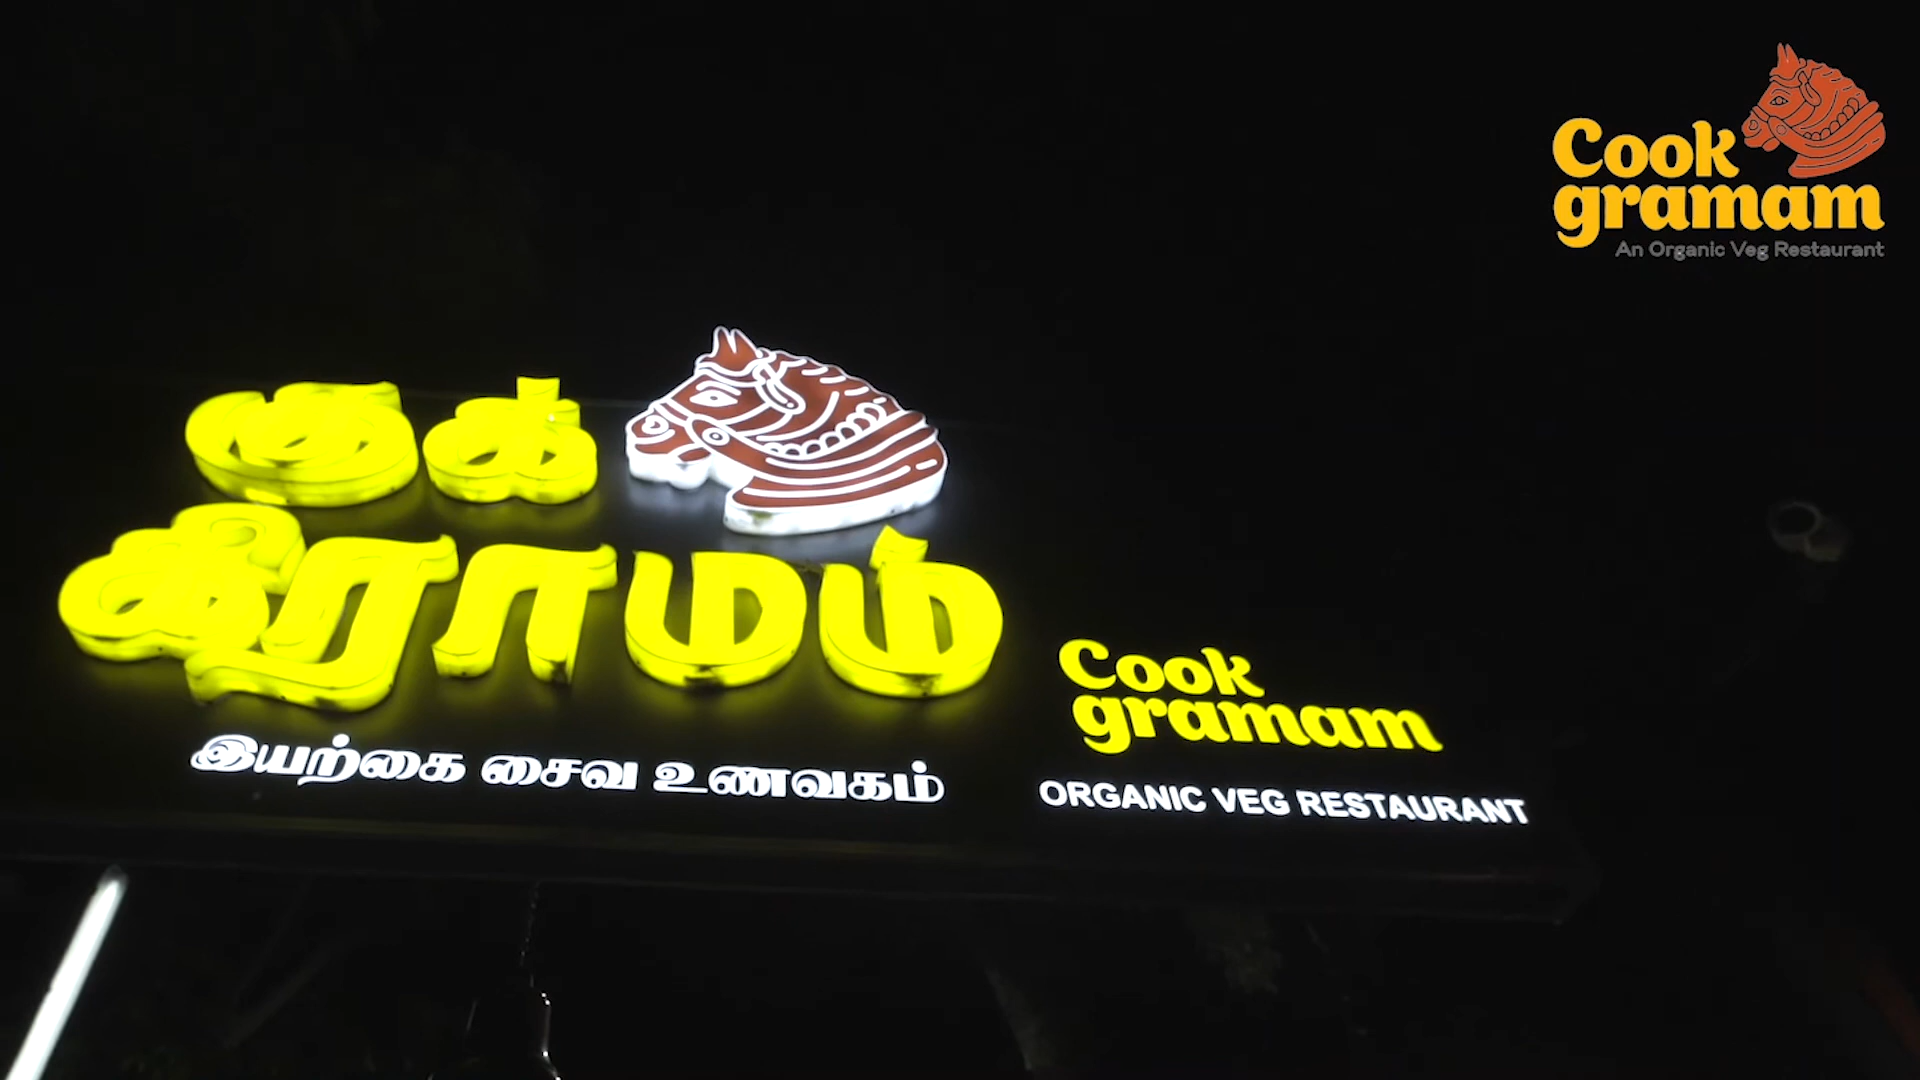 Cook
gramam
An Organic Veg Restaurant
குக்
கிராமம்
இயற்கை சைவ உணவகம்
Cook
gramam
ORGANIC VEG RESTAURANT